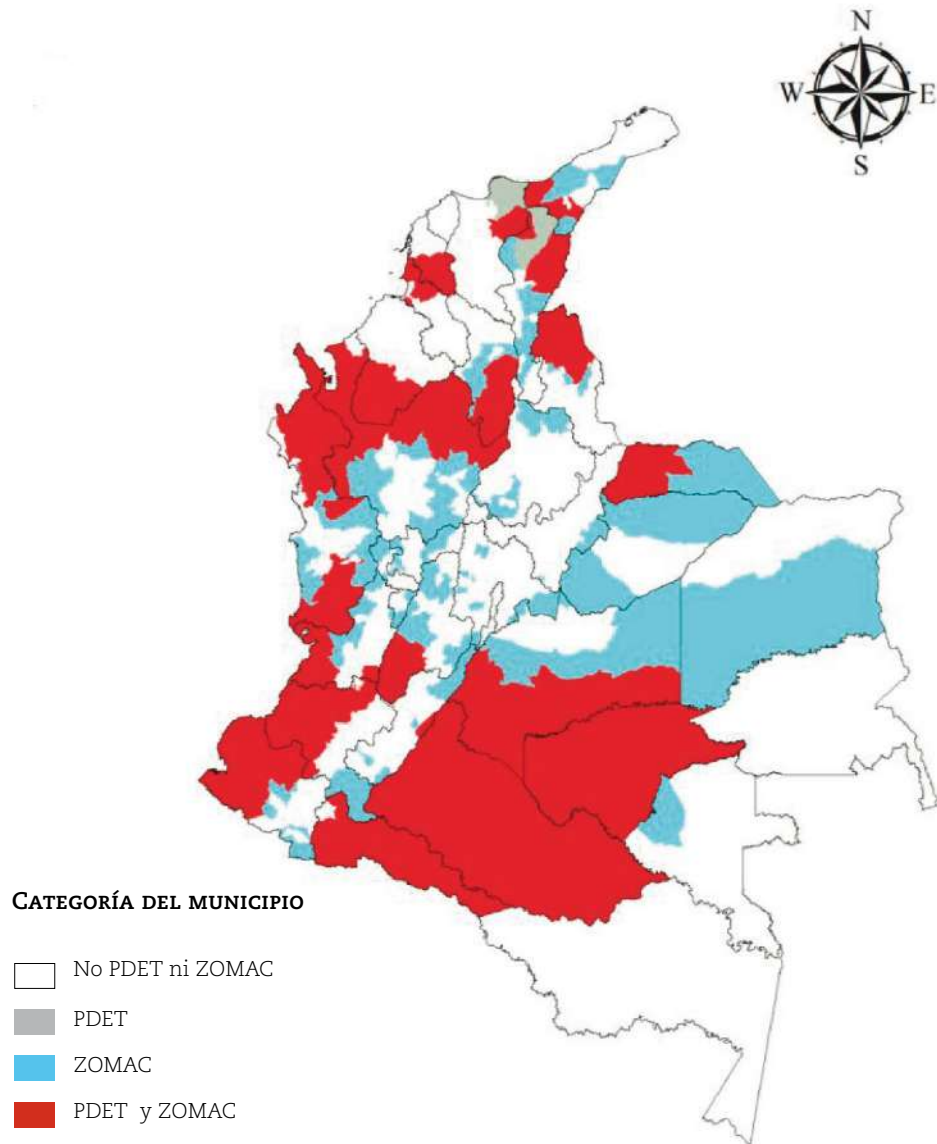 N
W E
S
CATEGORÍA DEL MUNICIPIO
No PDET ni ZOMAC
PDET
ZOMAC
PDET y ZOMAC